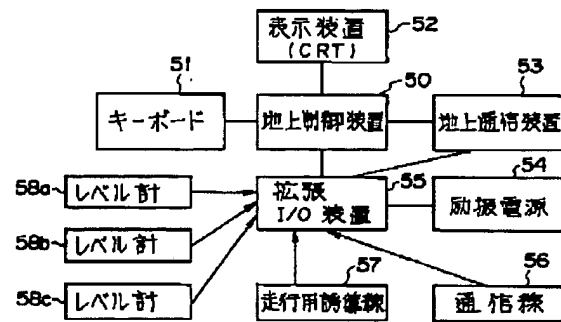 表示装置
(CRT)
52
51
50
53
キーボード
地上制御装置
地上通信装置
58a
レベル計
拡張
I/O 装置
55
54
励振電源
58b
レベル計
58c
レベル計
57
走行用誘導線
56
通信線